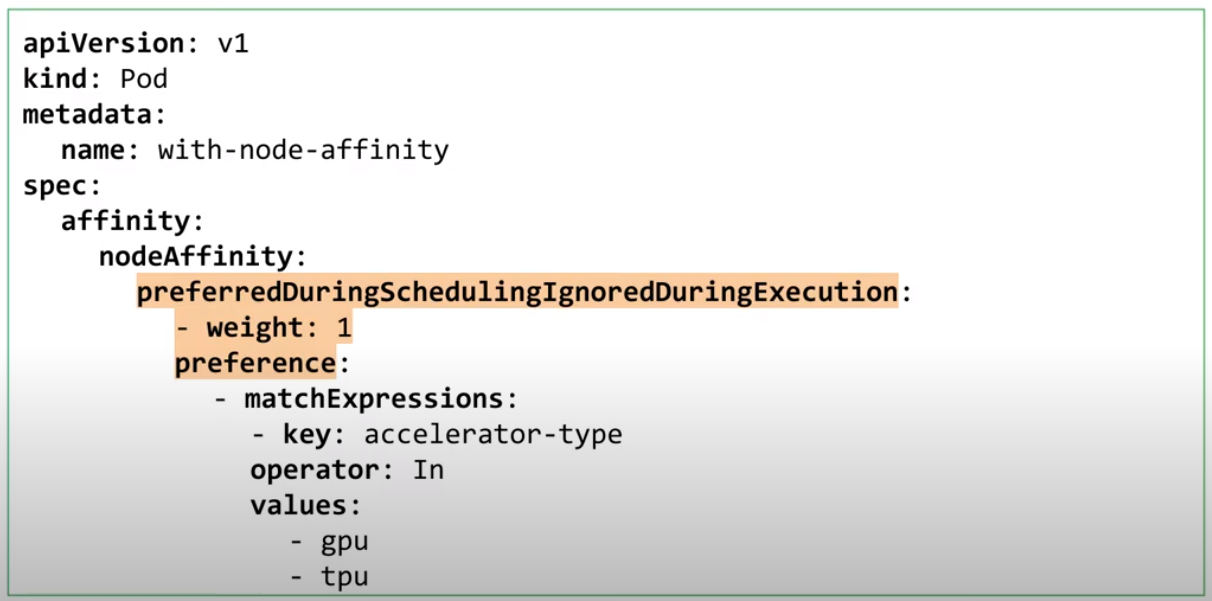 apiVersion: v1
kind: Pod
metadata:
  name: with-node-affinity
spec:
  affinity:
    nodeAffinity:
      preferredDuringSchedulingIgnoredDuringExecution:
        - weight: 1
        preference:
          - matchExpressions:
            - key: accelerator-type
            operator: In
            values:
              - gpu
              - tpu